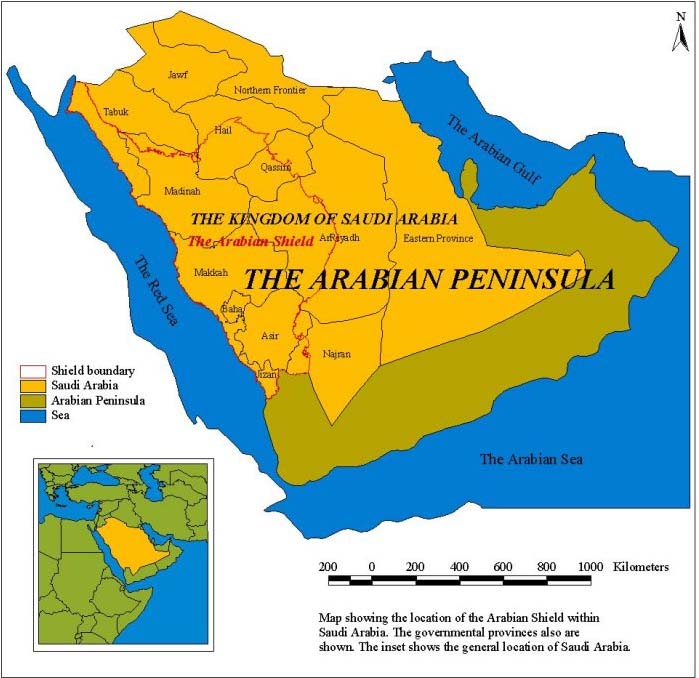 N
Jawf
Northern Frontier
Tabuk
Hail
The Arabian Gulf
Qassim
Madinah
THE KINGDOM OF SAUDI ARABIA
The Arabian Shield
ArRiyadh
Eastern Province
Makkah
THE ARABIAN PENINSULA
The Red Sea
Baha
Asir
Najran
Jizan
Shield boundary
Saudi Arabia
Arabian Peninsula
Sea
The Arabian Sea
200 0 200 400 600 800 1000 Kilometers
Map showing the location of the Arabian Shield within
Saudi Arabia. The governmental provinces also are
shown. The inset shows the general location of Saudi Arabia.